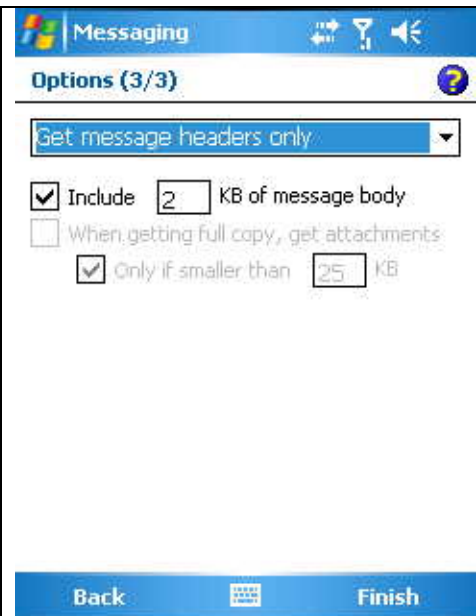 Messaging
Options (3/3)
Get message headers only
Include 2 KB of message body
When getting full copy, get attachments
Only if smaller than 25 KB
Back Finish